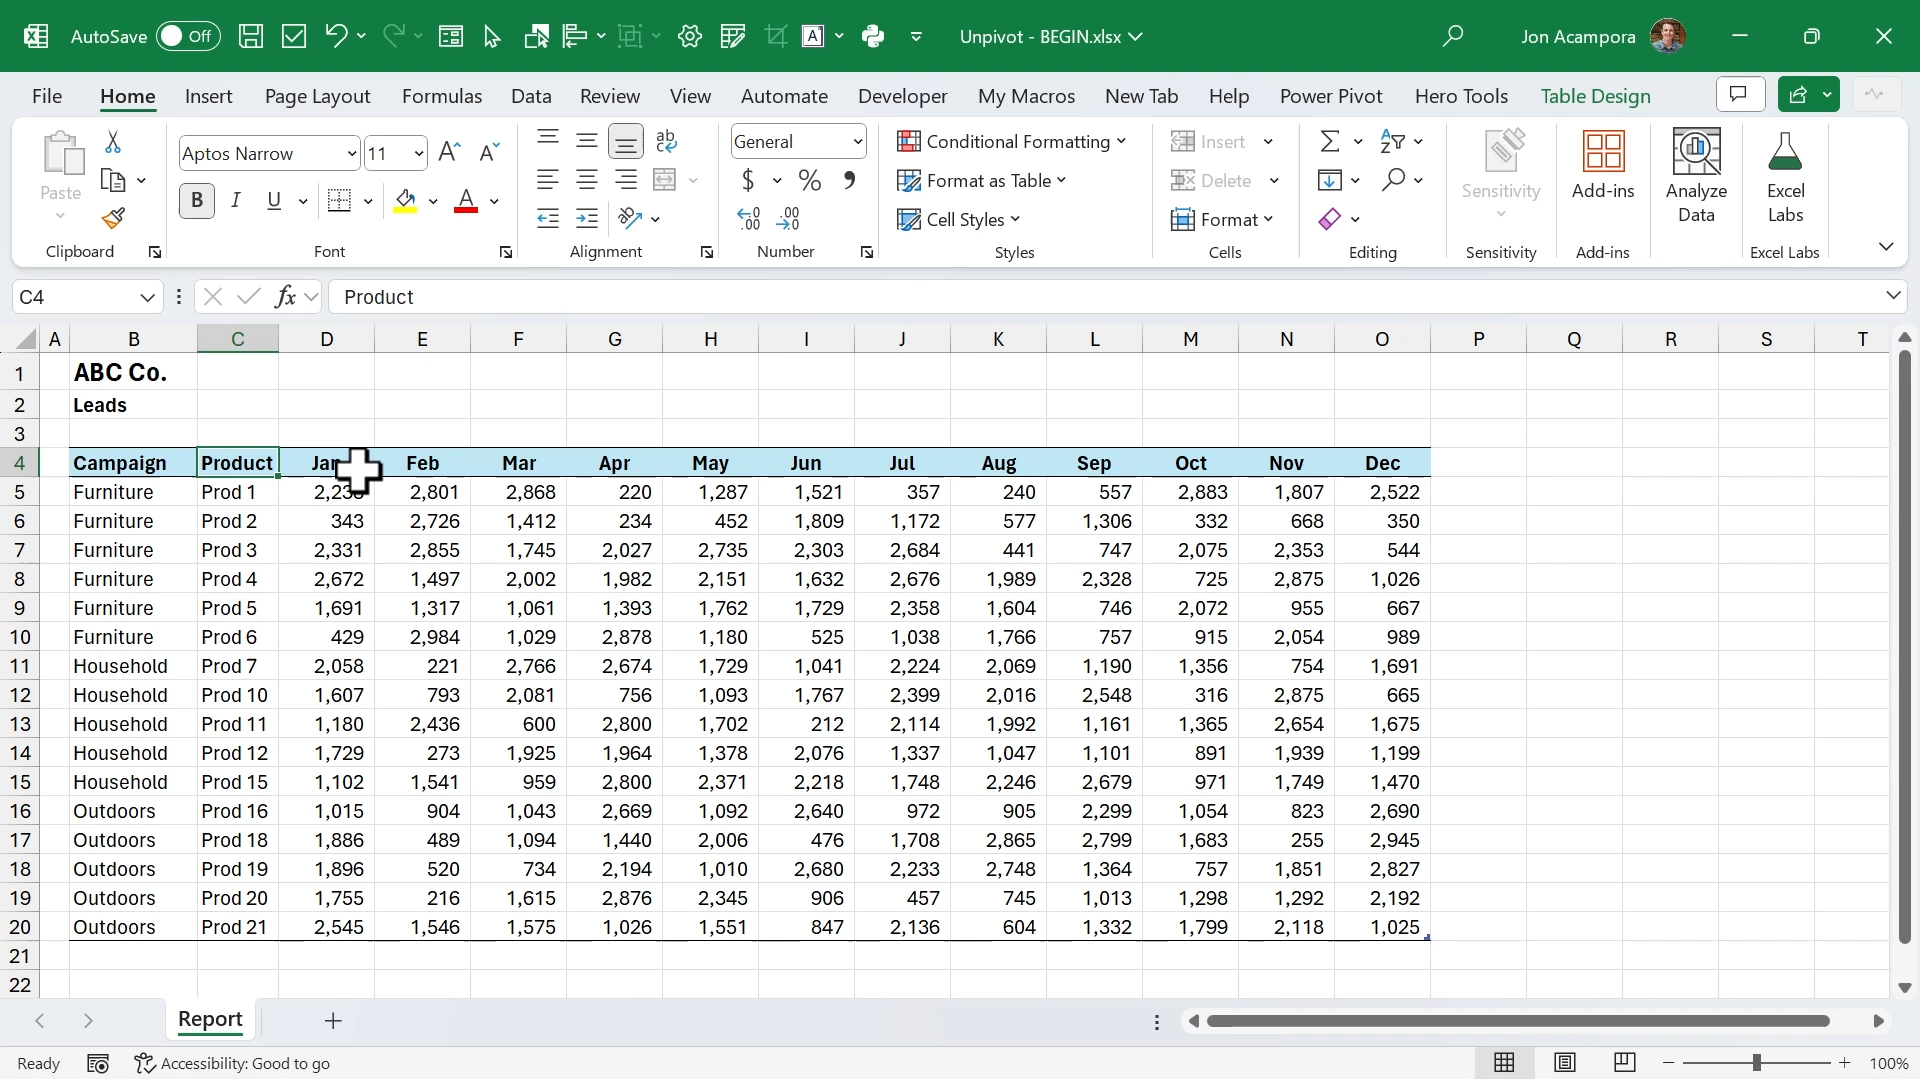 AutoSave Off Unpivot - BEGIN.xlsx Jon Acampora
File Home Insert Page Layout Formulas Data Review View Automate Developer My Macros New Tab Help Power Pivot Hero Tools Table Design
Paste
Clipboard
Aptos Narrow 11
B I U A
Font
ab
Alignment
General
$ %
Number
Conditional Formatting
Format as Table
Cell Styles
Styles
Insert
Delete
Format
Cells
Editing
Sensitivity
Sensitivity
Add-ins
Add-ins
Analyze
Data
Excel
Labs
Excel Labs
C4 fx Product
A B C D E F G H I J K L M N O P Q R S T
1 ABC Co.
2 Leads
3
4 Campaign Product Jan Feb Mar Apr May Jun Jul Aug Sep Oct Nov Dec
5 Furniture Prod 1 2,801 2,868 220 1,287 1,521 357 240 557 2,883 1,807 2,522
6 Furniture Prod 2 343 2,726 1,412 234 452 1,809 1,172 577 1,306 332 668 350
7 Furniture Prod 3 2,331 2,855 1,745 2,027 2,735 2,303 2,684 441 747 2,075 2,353 544
8 Furniture Prod 4 2,672 1,497 2,002 1,982 2,151 1,632 2,676 1,989 2,328 725 2,875 1,026
9 Furniture Prod 5 1,691 1,317 1,061 1,393 1,762 1,729 2,358 1,604 746 2,072 955 667
10 Furniture Prod 6 429 2,984 1,029 2,878 1,180 525 1,038 1,766 757 915 2,054 989
11 Household Prod 7 2,058 221 2,766 2,674 1,729 1,041 2,224 2,069 1,190 1,356 754 1,691
12 Household Prod 10 1,607 793 2,081 756 1,093 1,767 2,399 2,016 2,548 316 2,875 665
13 Household Prod 11 1,180 2,436 600 2,800 1,702 212 2,114 1,992 1,161 1,365 2,654 1,675
14 Household Prod 12 1,729 273 1,925 1,964 1,378 2,076 1,337 1,047 1,101 891 1,939 1,199
15 Household Prod 15 1,102 1,541 959 2,800 2,371 2,218 1,748 2,246 2,679 971 1,749 1,470
16 Outdoors Prod 16 1,015 904 1,043 2,669 1,092 2,640 972 905 2,299 1,054 823 2,690
17 Outdoors Prod 18 1,886 489 1,094 1,440 2,006 476 1,708 2,865 2,799 1,683 255 2,945
18 Outdoors Prod 19 1,896 520 734 2,194 1,010 2,680 2,233 2,748 1,364 757 1,851 2,827
19 Outdoors Prod 20 1,755 216 1,615 2,876 2,345 906 457 745 1,013 1,298 1,292 2,192
20 Outdoors Prod 21 2,545 1,546 1,575 1,026 1,551 847 2,136 604 1,332 1,799 2,118 1,025
21
22
Report
Ready Accessibility: Good to go 100%